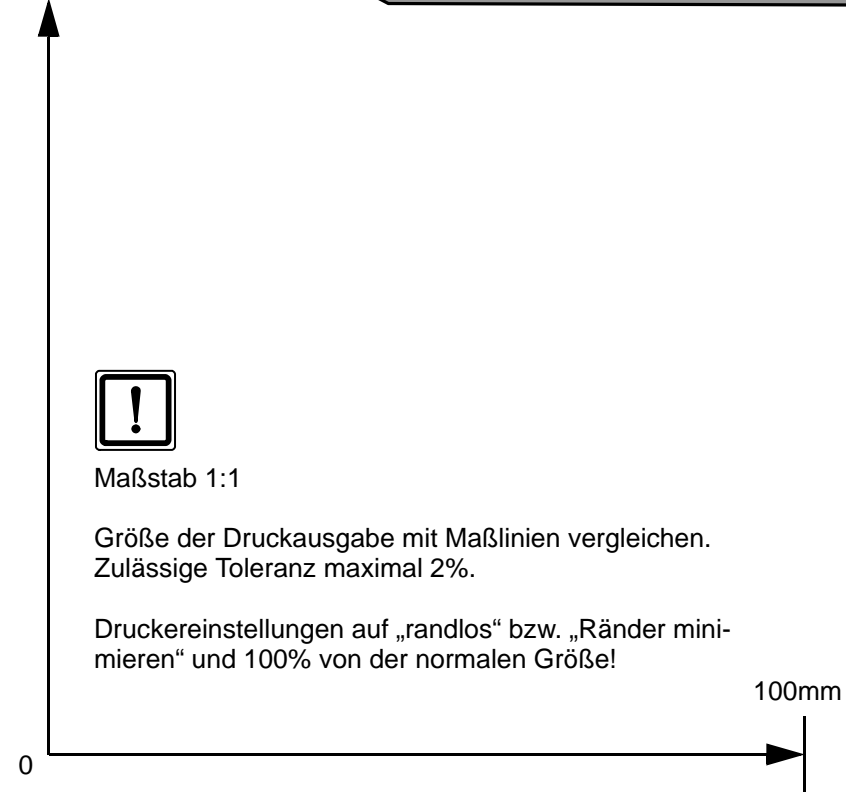 !
Maßstab 1:1
Größe der Druckausgabe mit Maßlinien vergleichen.
Zulässige Toleranz maximal 2%.
Druckereinstellungen auf „randlos“ bzw. „Ränder mini-
mieren“ und 100% von der normalen Größe!
100mm
0